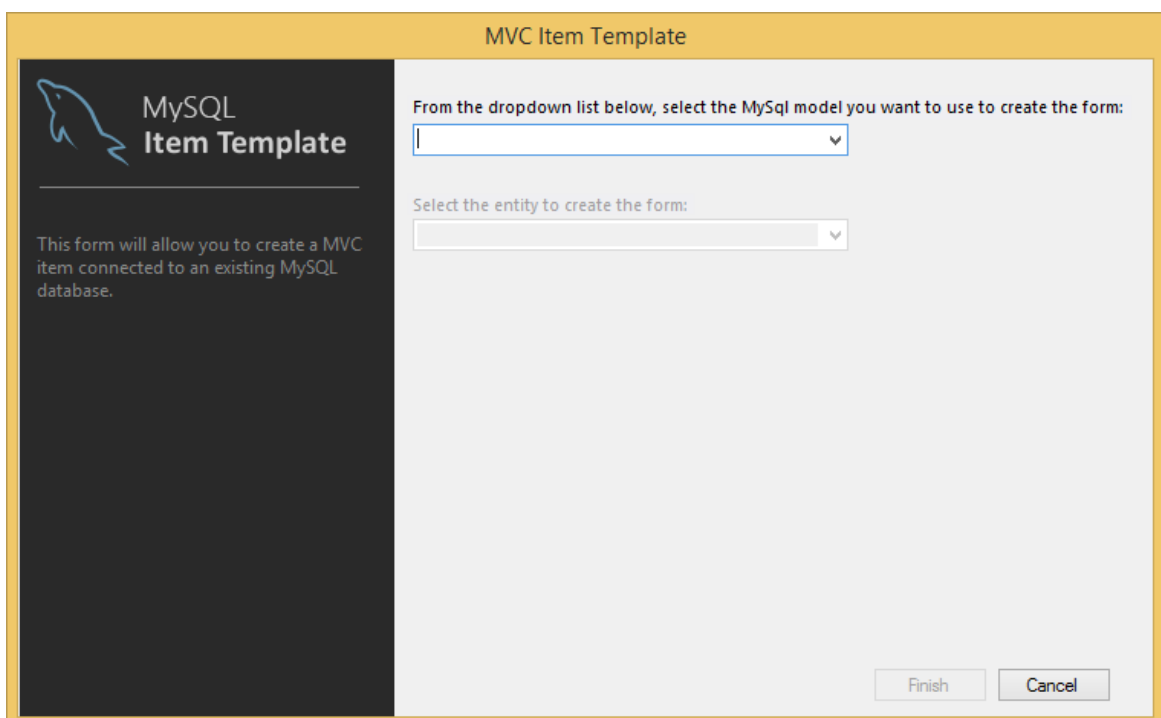 MVC Item Template
MySQL
Item Template
This form will allow you to create a MVC
item connected to an existing MySQL
database.
From the dropdown list below, select the MySql model you want to use to create the form:
Select the entity to create the form:
Finish
Cancel